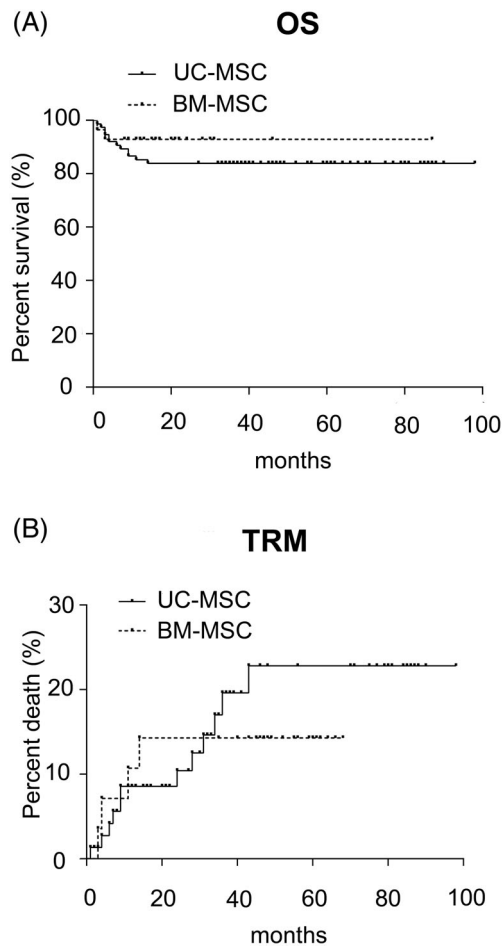 (A)
OS
UC-MSC
BM-MSC
100
80
60
40
20
0
Percent survival (%)
0 20 40 60 80 100
months
(B)
TRM
UC-MSC
BM-MSC
30
20
10
0
Percent death (%)
0 20 40 60 80 100
months